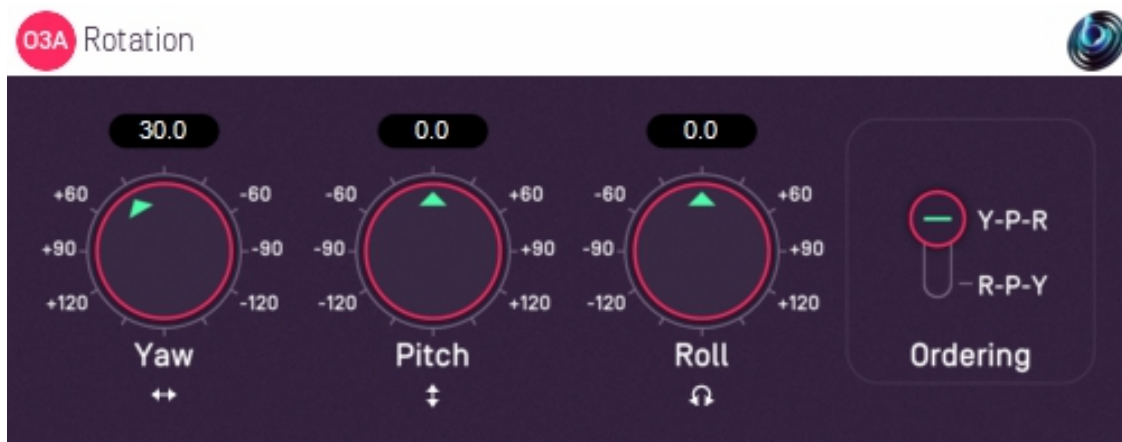 O3A Rotation
30.0 0.0 0.0
+60 -60 -60 +60 -60 +60
Y-P-R
+90 -90 -90 +90 -90 +90
R-P-Y
+120 -120 -120 +120 -120 +120
Yaw Pitch Roll Ordering